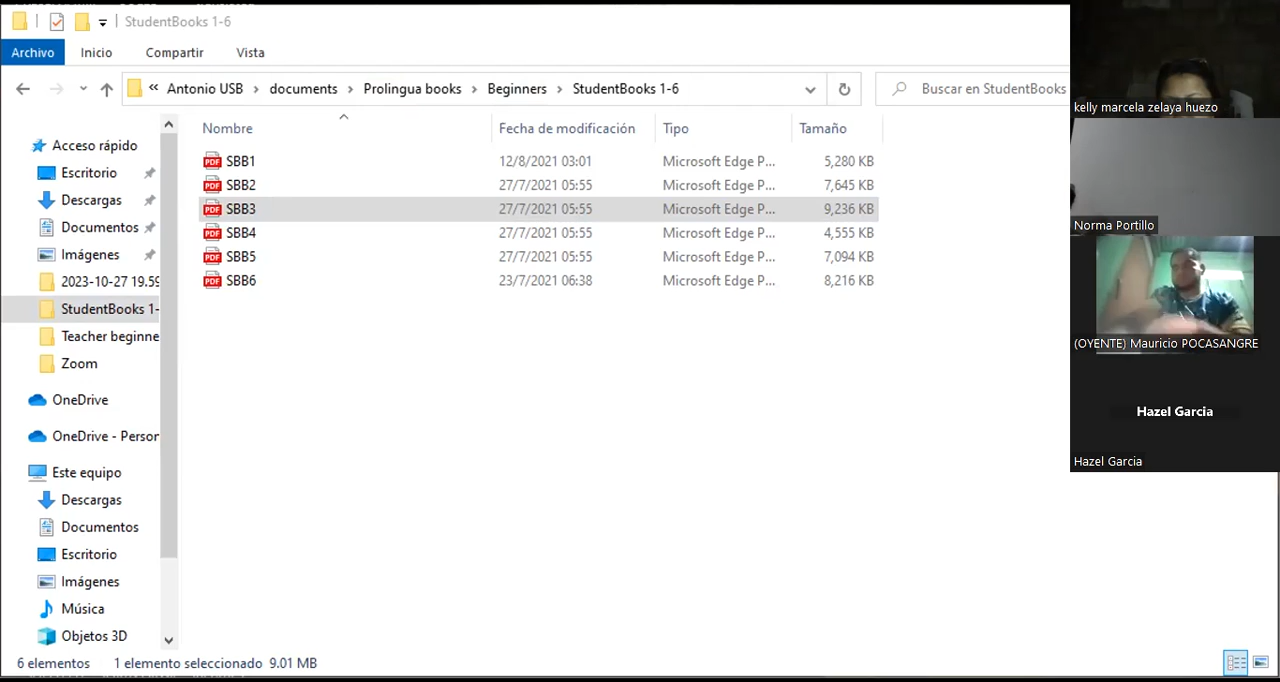 StudentBooks 1-6
Archivo Inicio Compartir Vista
« Antonio USB › documents › Prolingua books › Beginners › StudentBooks 1-6
Buscar en StudentBooks
Nombre Fecha de modificación Tipo Tamaño
SBB1 12/8/2021 03:01 Microsoft Edge P... 5,280 KB
SBB2 27/7/2021 05:55 Microsoft Edge P... 7,645 KB
SBB3 27/7/2021 05:55 Microsoft Edge P... 9,236 KB
SBB4 27/7/2021 05:55 Microsoft Edge P... 4,555 KB
SBB5 27/7/2021 05:55 Microsoft Edge P... 7,094 KB
SBB6 23/7/2021 06:38 Microsoft Edge P... 8,216 KB
Acceso rápido
Escritorio
Descargas
Documentos
Imágenes
2023-10-27 19.59
StudentBooks 1-
Teacher beginne
Zoom
OneDrive
OneDrive - Person
Este equipo
Descargas
Documentos
Escritorio
Imágenes
Música
Objetos 3D
6 elementos 1 elemento seleccionado 9.01 MB
kelly marcela zelaya huezo
Norma Portillo
(OYENTE) Mauricio POCASANGRE
Hazel Garcia
Hazel Garcia